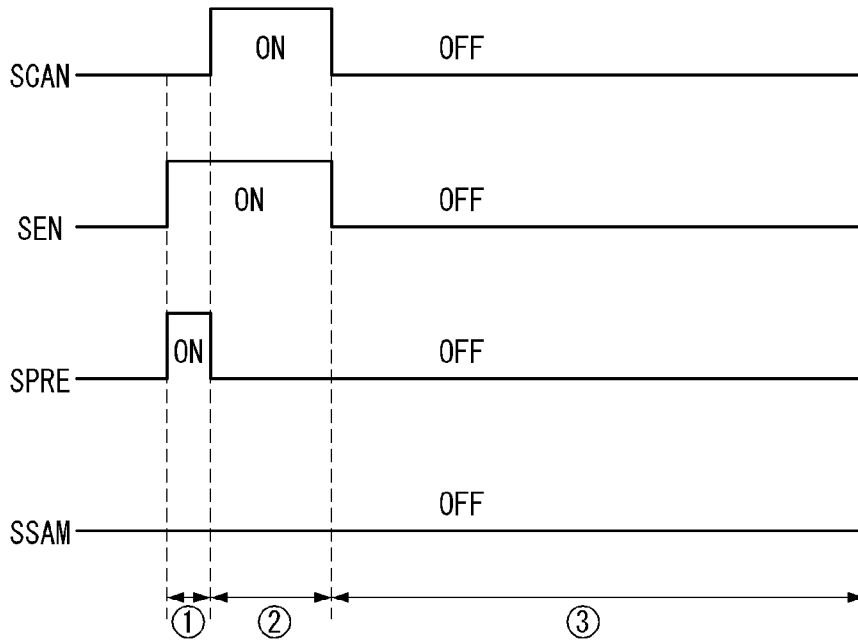 SCAN ON OFF
SEN ON OFF
SPRE ON OFF
SSAM OFF
① ② ③